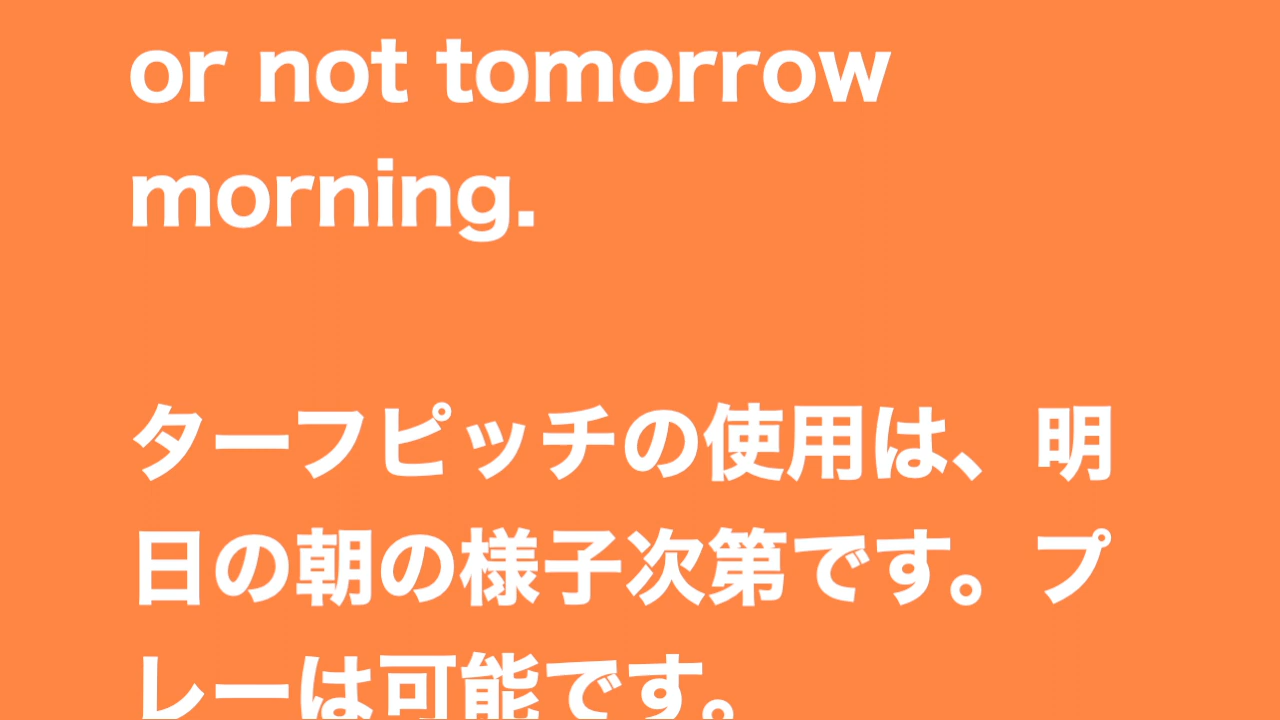 or not tomorrow
morning.
ターフピッチの使用は、明
日の朝の様子次第です。プ
レーは可能です。